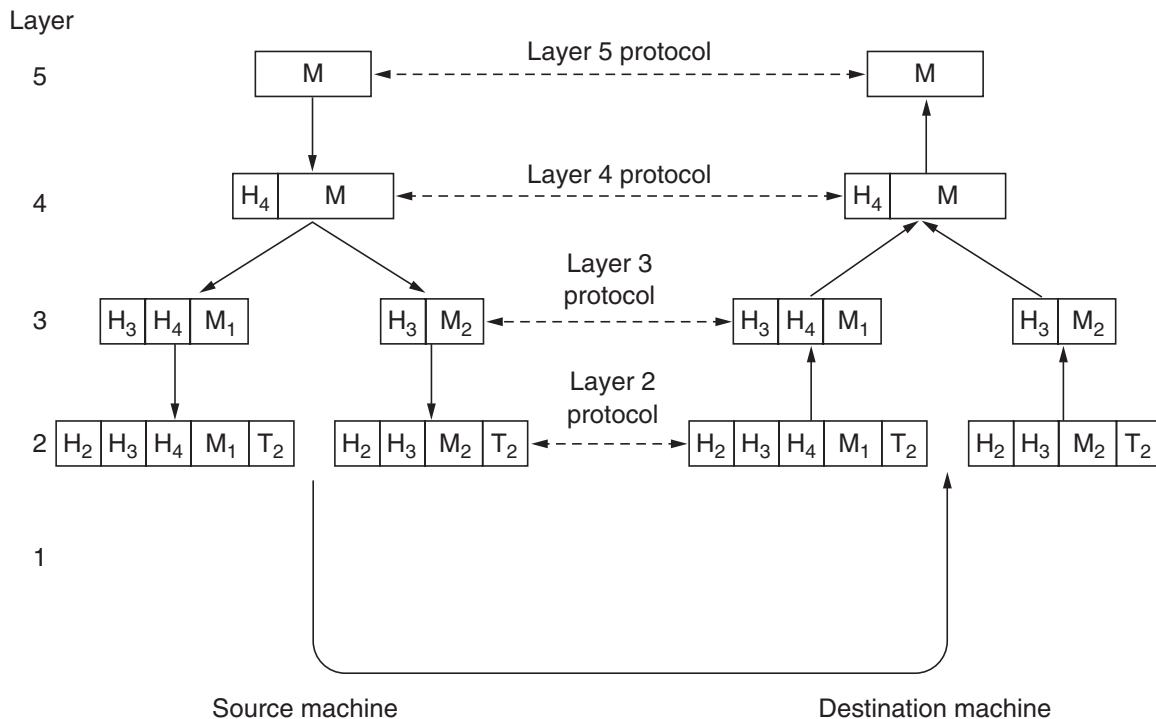 Layer
5 M Layer 5 protocol M
4 H₄ M Layer 4 protocol H₄ M
Layer 3
protocol
3 H₃ H₄ M₁ H₃ M₂ H₃ H₄ M₁ H₃ M₂
Layer 2
protocol
2 H₂ H₃ H₄ M₁ T₂ H₂ H₃ M₂ T₂ H₂ H₃ H₄ M₁ T₂ H₂ H₃ M₂ T₂
1
Source machine Destination machine